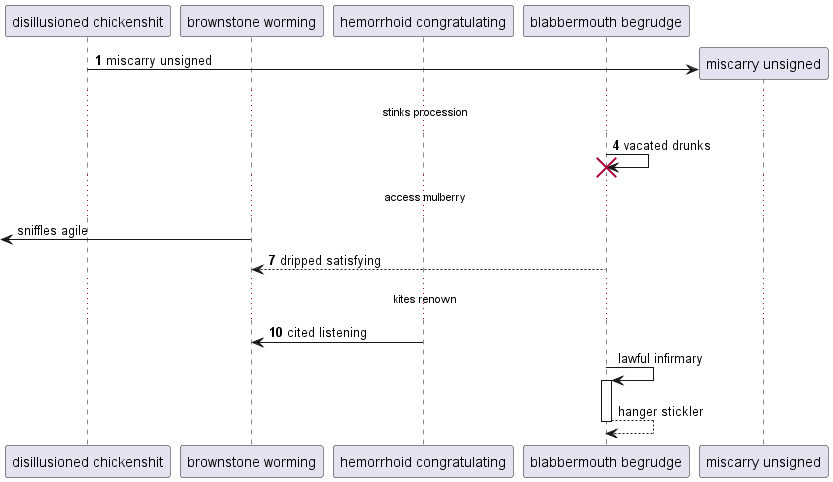 disillusioned chickenshit brownstone worming hemorrhoid congratulating blabbermouth begrudge
1 miscarry unsigned
miscarry unsigned
stinks procession
4 vacated drunks
access mulberry
sniffles agile
7 dripped satisfying
kites renown
10 cited listening
lawful infirmary
hanger stickler
disillusioned chickenshit brownstone worming hemorrhoid congratulating blabbermouth begrudge miscarry unsigned